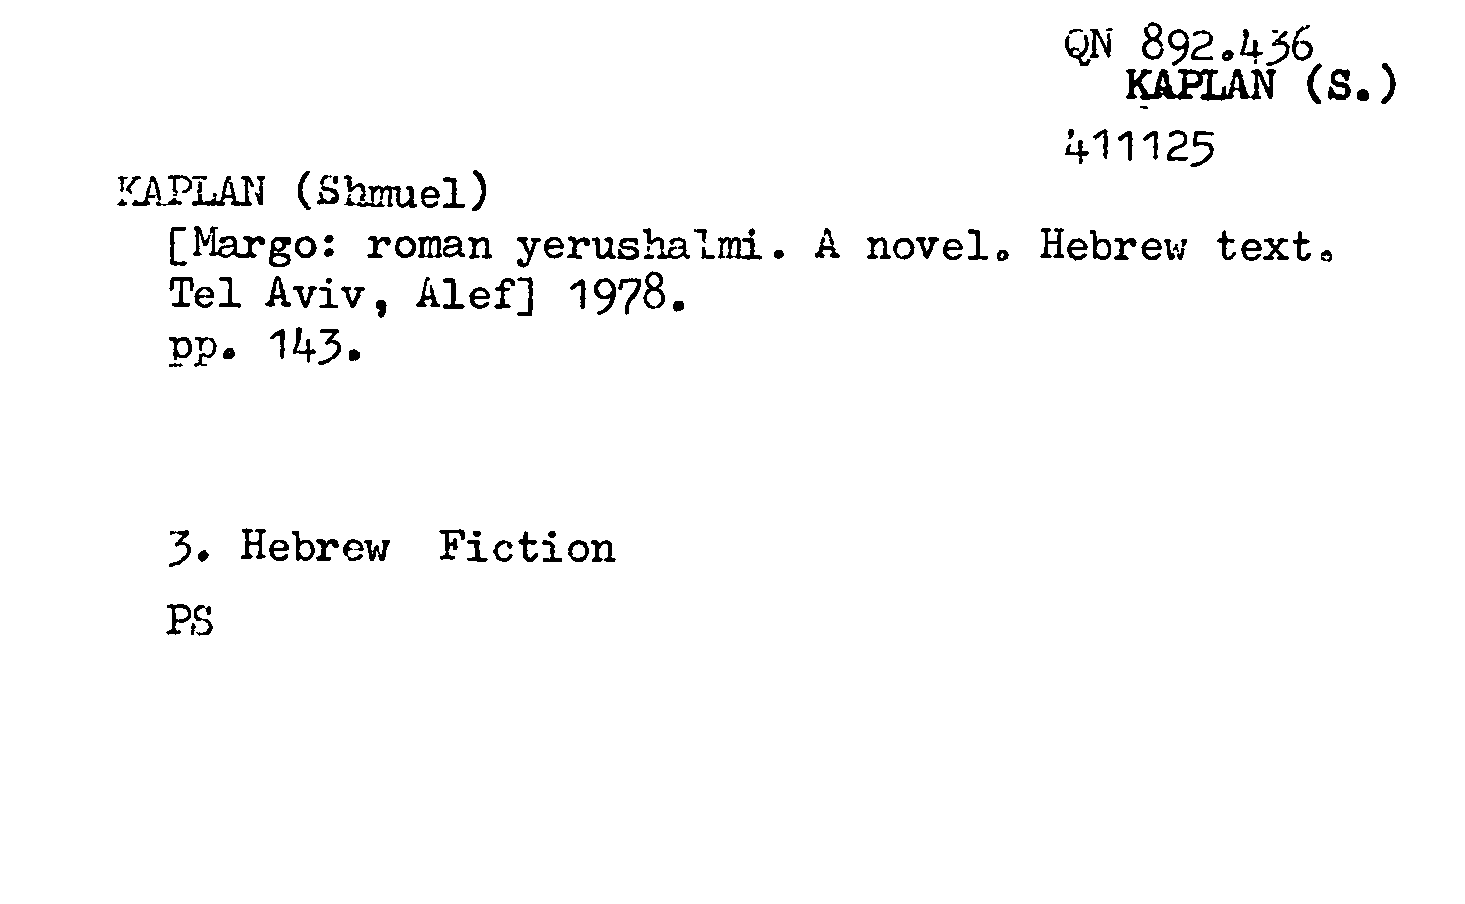 QN 892.436
KAPLAN (S.)
411125
KAPLAN (Shmuel)
[Margo: roman yerushalmi. A novel. Hebrew text.
Tel Aviv, Alef] 1978.
pp. 143.
3. Hebrew Fiction
PS